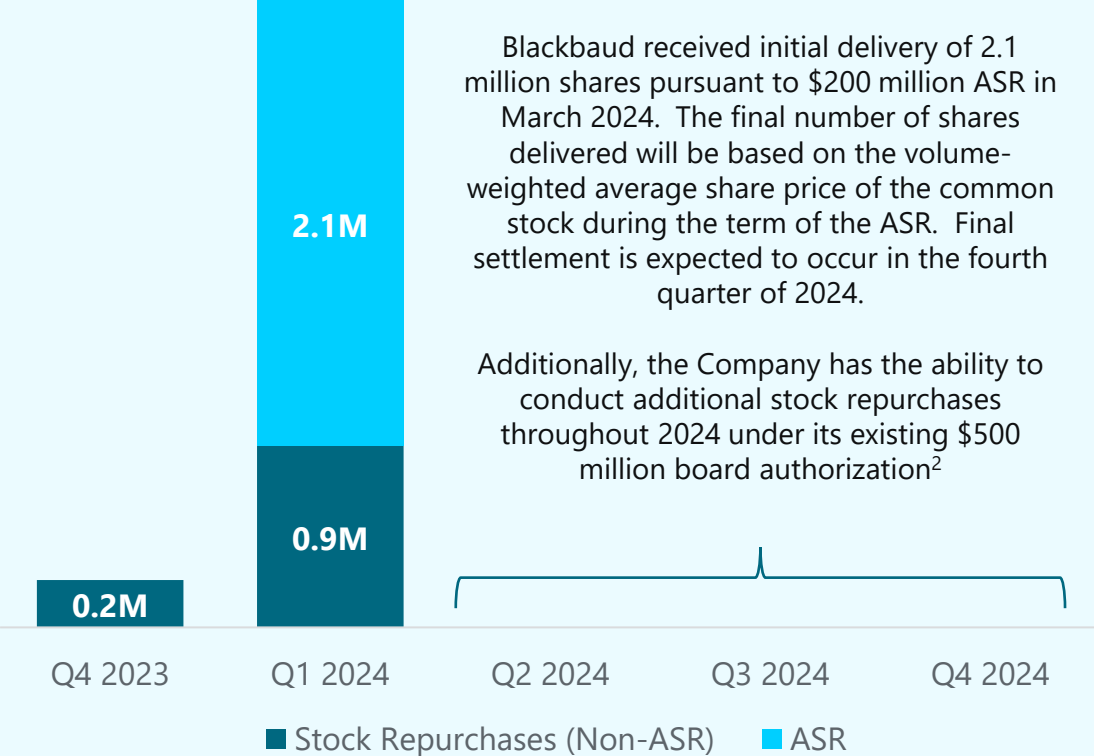 Blackbaud received initial delivery of 2.1
million shares pursuant to $200 million ASR in
March 2024.  The final number of shares
delivered will be based on the volume-
weighted average share price of the common
stock during the term of the ASR.  Final
settlement is expected to occur in the fourth
quarter of 2024.
Additionally, the Company has the ability to
conduct additional stock repurchases
throughout 2024 under its existing $500
million board authorization²
2.1M
0.9M
0.2M
Q4 2023
Q1 2024
Q2 2024
Q3 2024
Q4 2024
Stock Repurchases (Non-ASR)
ASR